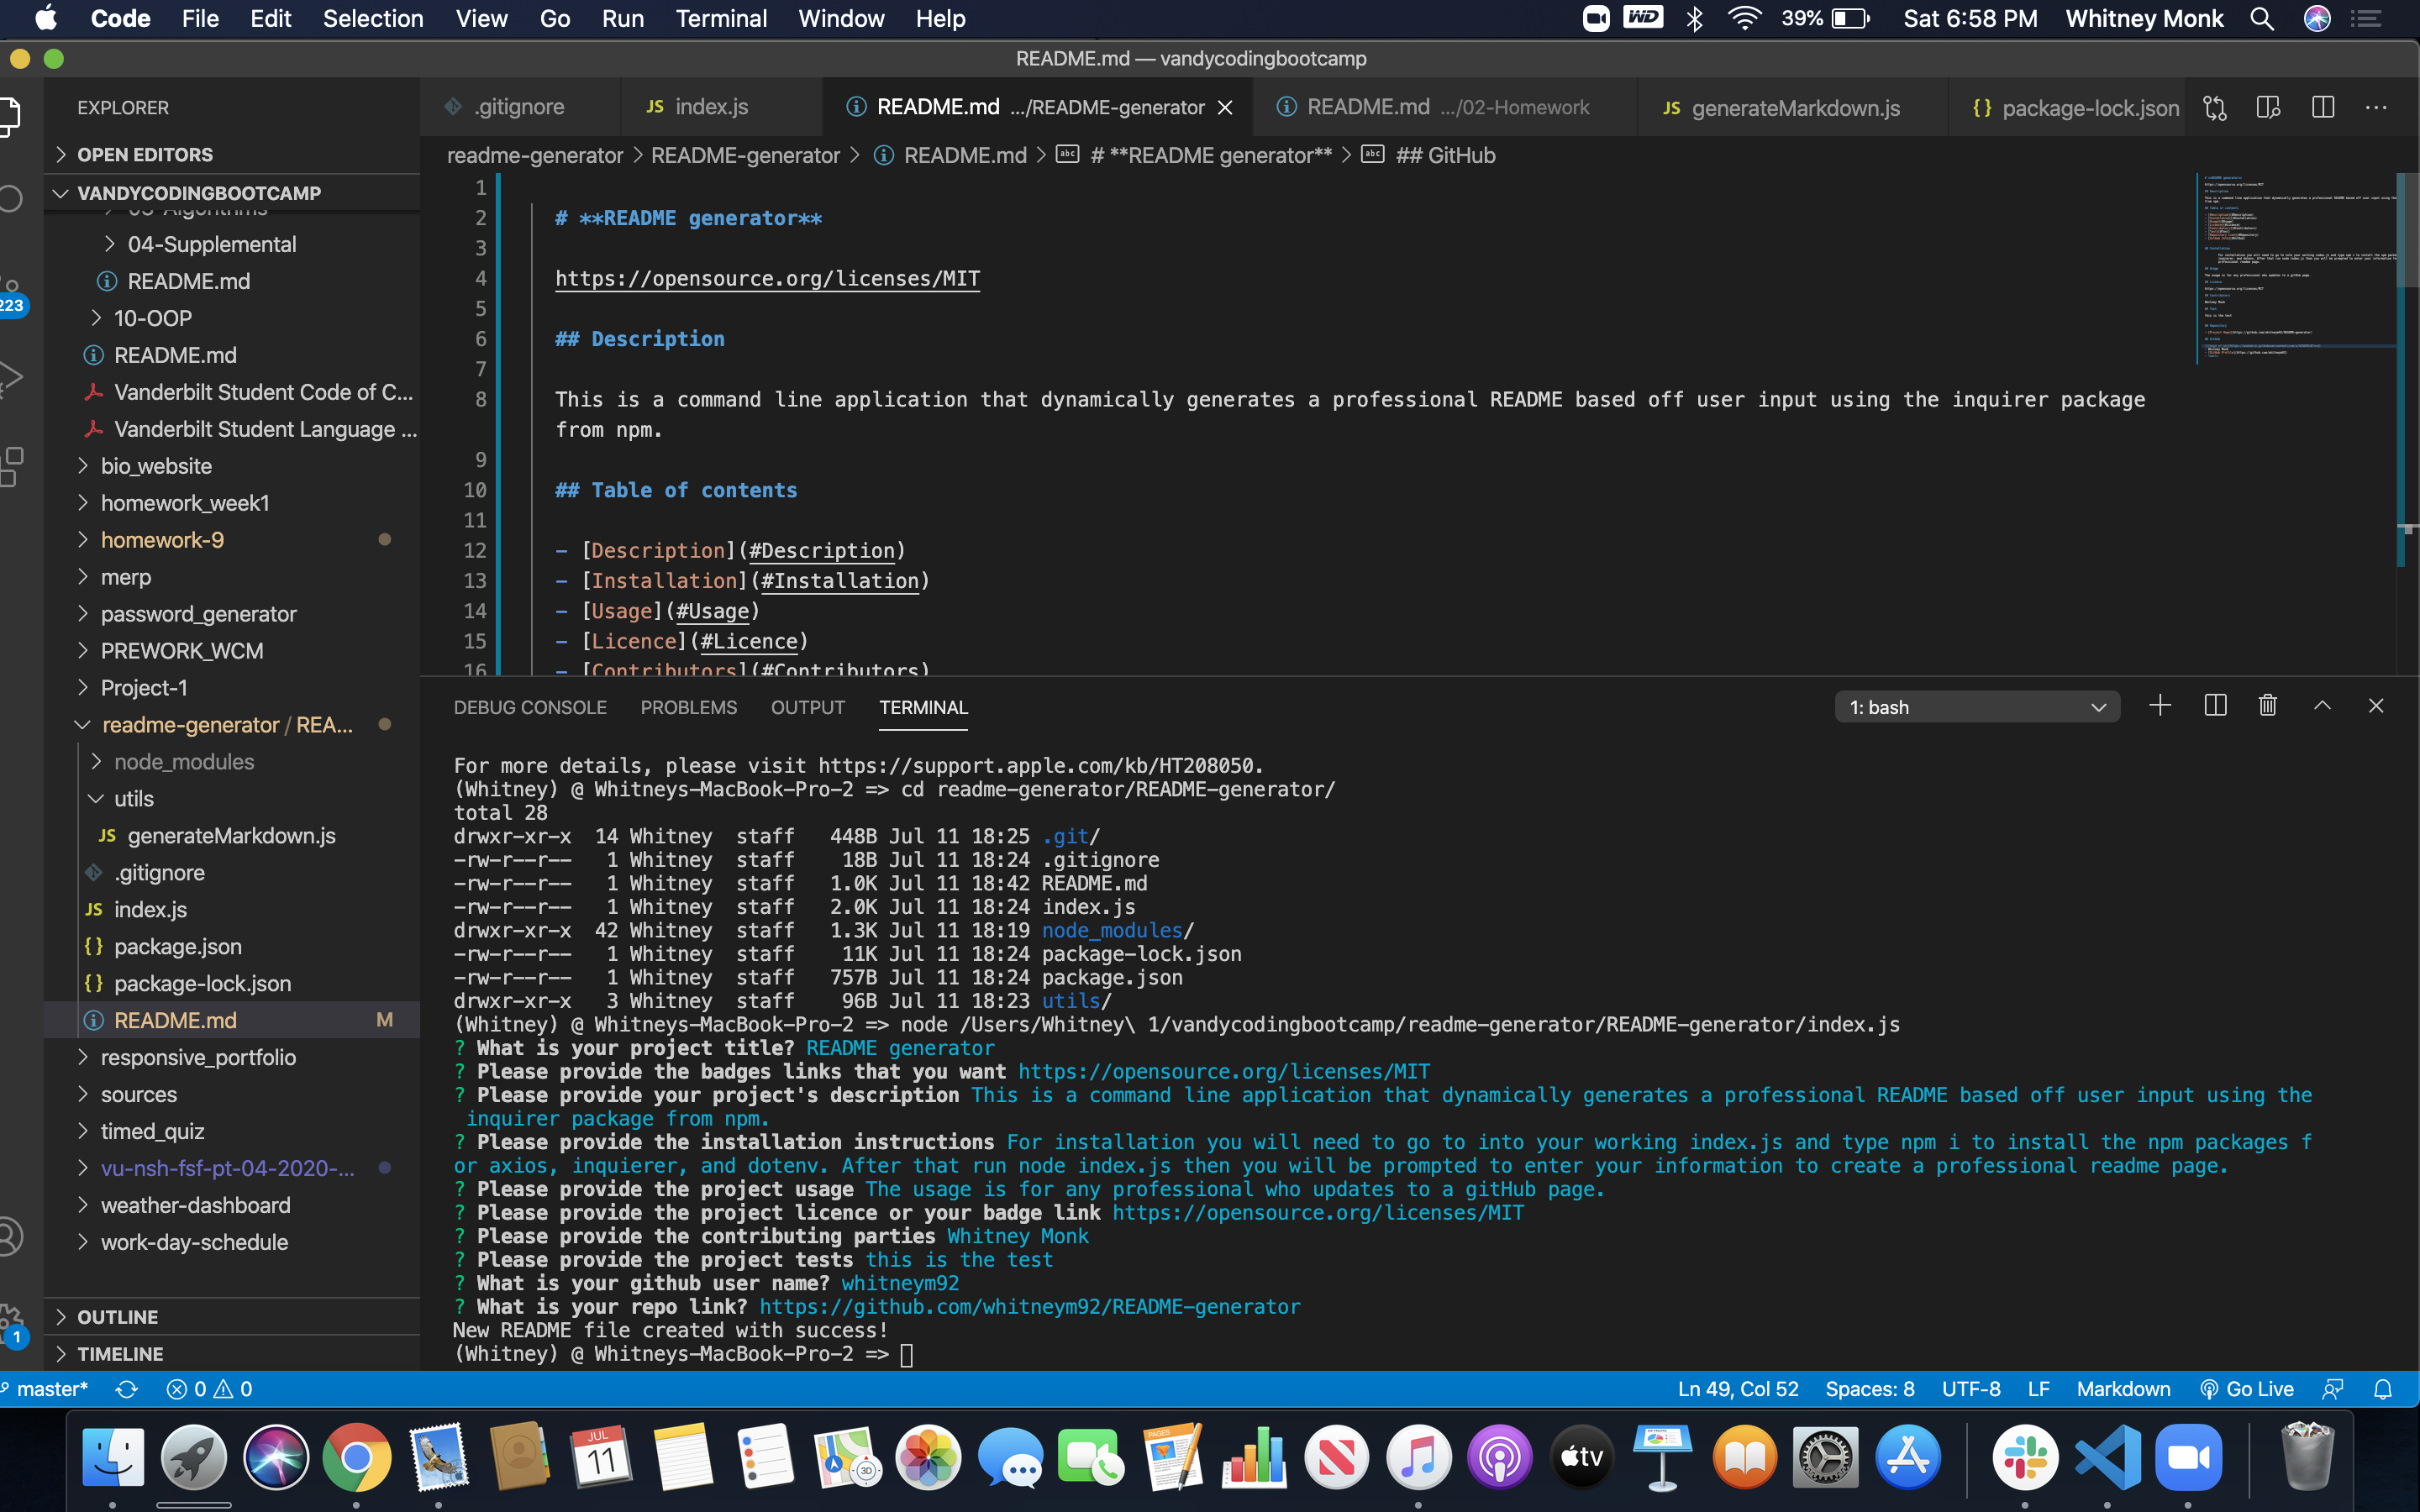 Code File Edit Selection View Go Run Terminal Window Help WD 39% Sat 6:58 PM Whitney Monk
README.md — vandycodingbootcamp
EXPLORER
OPEN EDITORS
VANDYCODINGBOOTCAMP
03-Algorithms
04-Supplemental
README.md
10-OOP
README.md
Vanderbilt Student Code of C...
Vanderbilt Student Language ...
bio_website
homework_week1
homework-9
merp
password_generator
PREWORK_WCM
Project-1
readme-generator / REA...
node_modules
utils
JS generateMarkdown.js
.gitignore
JS index.js
{} package.json
{} package-lock.json
README.md M
responsive_portfolio
sources
timed_quiz
vu-nsh-fsf-pt-04-2020-...
weather-dashboard
work-day-schedule
OUTLINE
TIMELINE
223
1
.gitignore JS index.js README.md .../README-generator README.md .../02-Homework JS generateMarkdown.js {} package-lock.json
readme-generator > README-generator > README.md > # **README generator** > ## GitHub
1
2 # **README generator**
3
4 https://opensource.org/licenses/MIT
5
6 ## Description
7
8 This is a command line application that dynamically generates a professional README based off user input using the inquirer package
from npm.
9
10 ## Table of contents
11
12 - [Description](#Description)
13 - [Installation](#Installation)
14 - [Usage](#Usage)
15 - [Licence](#Licence)
16 - [Contributors](#Contributors)
DEBUG CONSOLE PROBLEMS OUTPUT TERMINAL 1: bash
For more details, please visit https://support.apple.com/kb/HT208050.
(Whitney) @ Whitneys-MacBook-Pro-2 => cd readme-generator/README-generator/
total 28
drwxr-xr-x 14 Whitney staff 448B Jul 11 18:25 .git/
-rw-r--r-- 1 Whitney staff 18B Jul 11 18:24 .gitignore
-rw-r--r-- 1 Whitney staff 1.0K Jul 11 18:42 README.md
-rw-r--r-- 1 Whitney staff 2.0K Jul 11 18:24 index.js
drwxr-xr-x 42 Whitney staff 1.3K Jul 11 18:19 node_modules/
-rw-r--r-- 1 Whitney staff 11K Jul 11 18:24 package-lock.json
-rw-r--r-- 1 Whitney staff 757B Jul 11 18:24 package.json
drwxr-xr-x 3 Whitney staff 96B Jul 11 18:23 utils/
(Whitney) @ Whitneys-MacBook-Pro-2 => node /Users/Whitney\ 1/vandycodingbootcamp/readme-generator/README-generator/index.js
? What is your project title? README generator
? Please provide the badges links that you want https://opensource.org/licenses/MIT
? Please provide your project's description This is a command line application that dynamically generates a professional README based off user input using the
inquirer package from npm.
? Please provide the installation instructions For installation you will need to go to into your working index.js and type npm i to install the npm packages f
or axios, inquierer, and dotenv. After that run node index.js then you will be prompted to enter your information to create a professional readme page.
? Please provide the project usage The usage is for any professional who updates to a gitHub page.
? Please provide the project licence or your badge link https://opensource.org/licenses/MIT
? Please provide the contributing parties Whitney Monk
? Please provide the project tests this is the test
? What is your github user name? whitneym92
? What is your repo link? https://github.com/whitneym92/README-generator
New README file created with success!
(Whitney) @ Whitneys-MacBook-Pro-2 =>
master* 0 0 Ln 49, Col 52 Spaces: 8 UTF-8 LF Markdown Go Live
JUL
11
3D
PAGES
tv